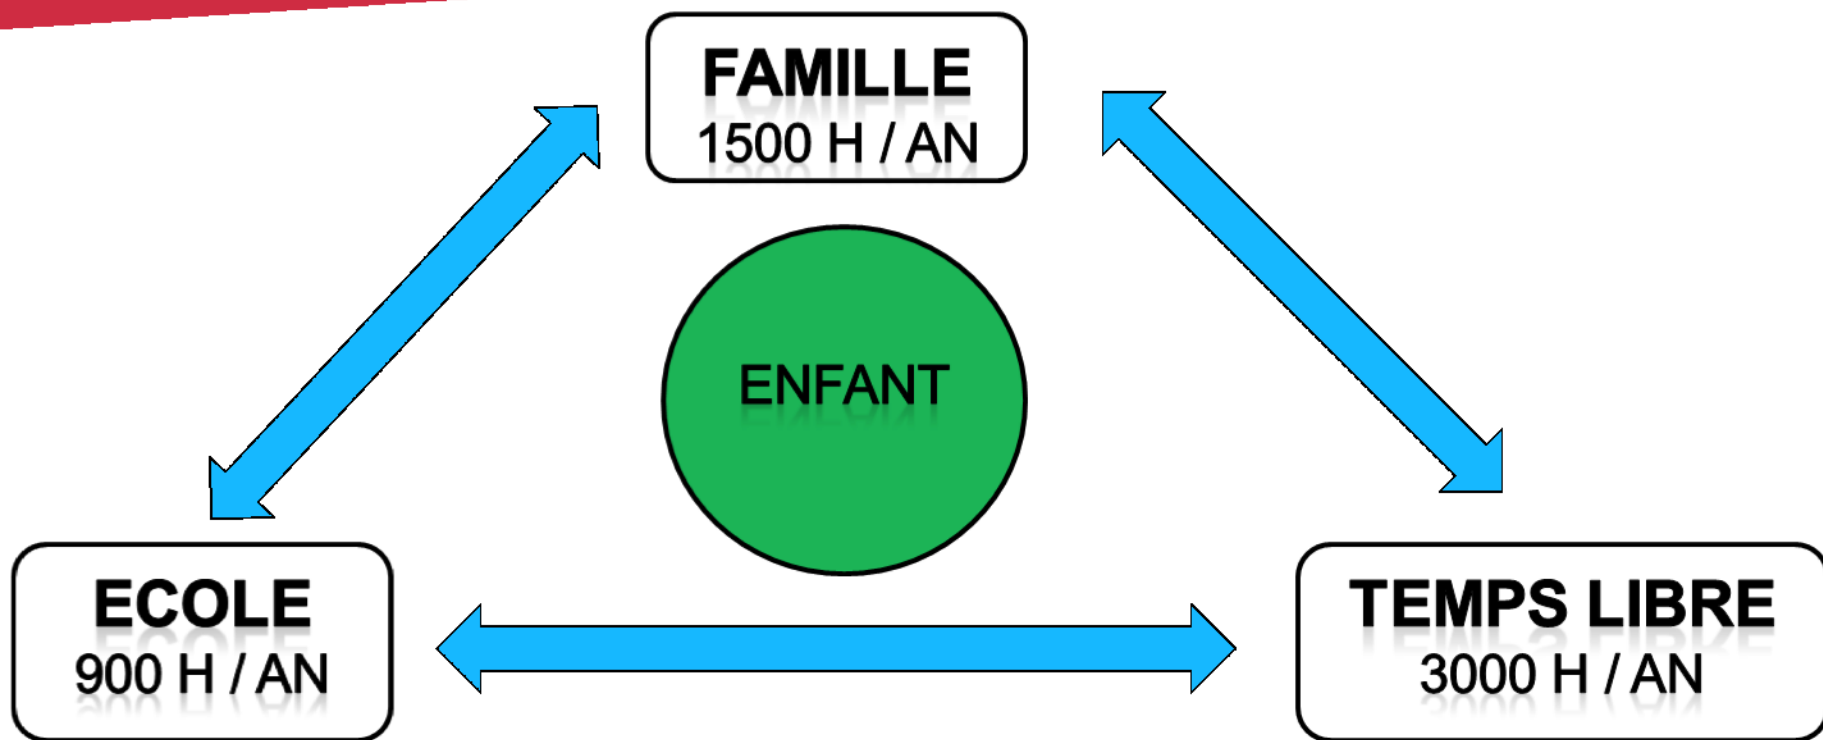 FAMILLE
1500 H / AN
ENFANT
ECOLE
900 H / AN
TEMPS LIBRE
3000 H / AN